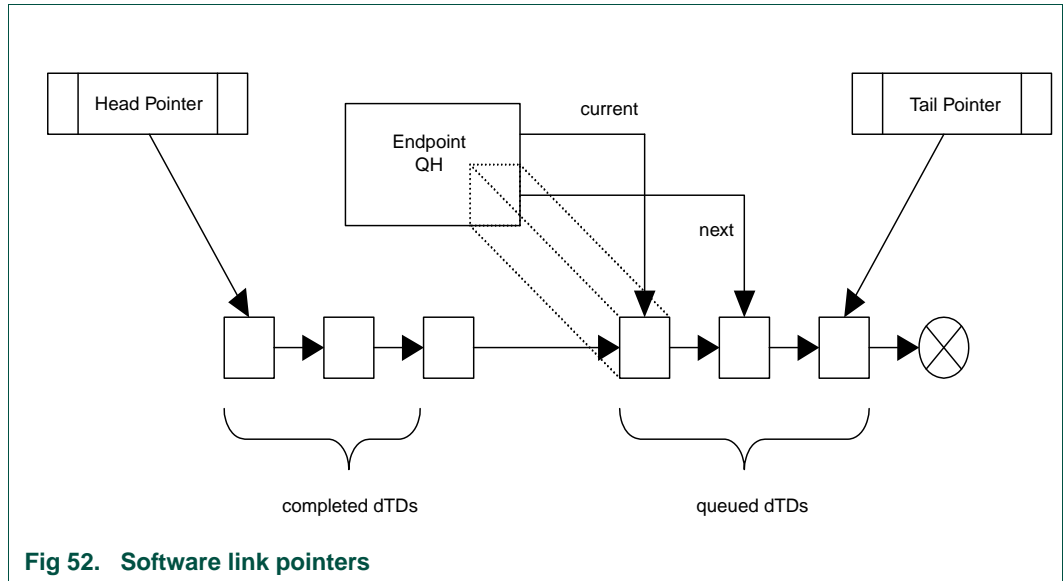 Head Pointer
Endpoint
QH
current
Tail Pointer
next
completed dTDs
queued dTDs
Fig 52. Software link pointers